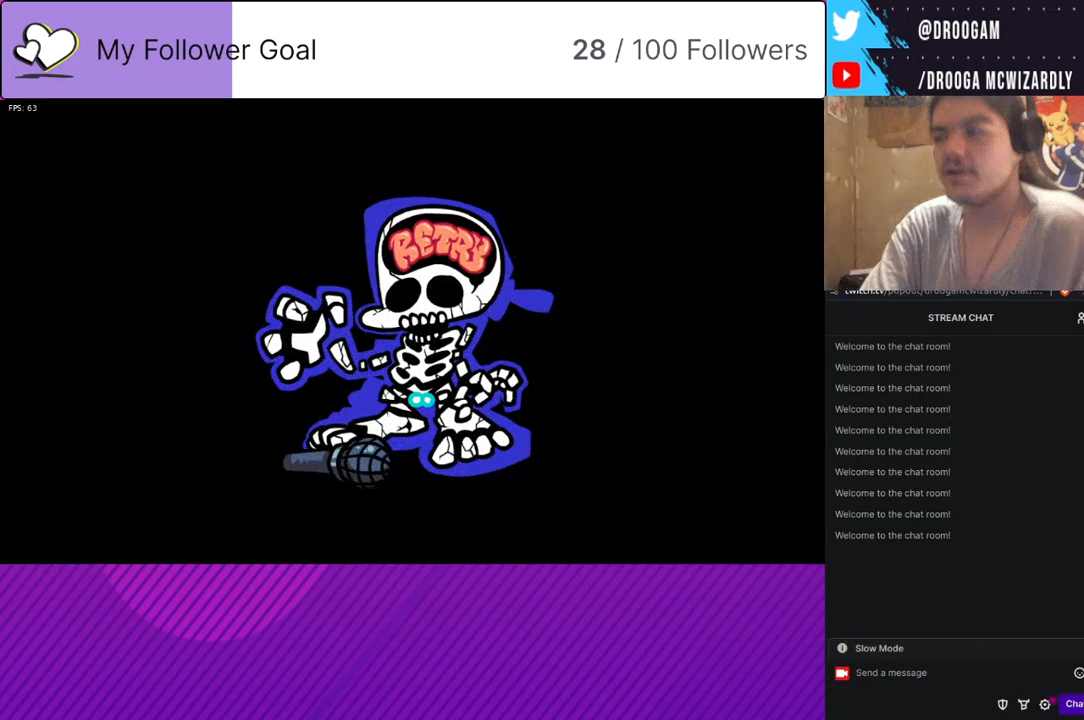 My Follower Goal
28 / 100 Followers
@DROOGAM
/DROOGA MCWIZARDLY
FPS: 63
RETRY
STREAM CHAT
Welcome to the chat room!
Welcome to the chat room!
Welcome to the chat room!
Welcome to the chat room!
Welcome to the chat room!
Welcome to the chat room!
Welcome to the chat room!
Welcome to the chat room!
Welcome to the chat room!
Welcome to the chat room!
Slow Mode
Send a message
Cha